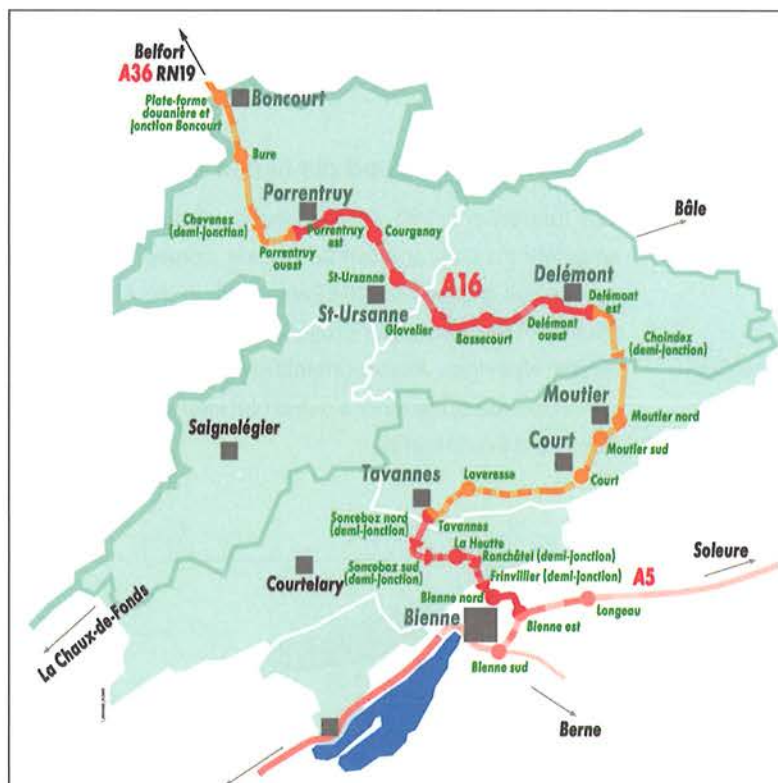 Belfort
A36 RN19
Plate-forme
douanière et
jonction Boncourt
Boncourt
Bure
Porrentruy
Chevenez
(demi-jonction)
Porrentruy
est
Porrentruy
ouest
Courgenay
Bâle
St-Ursanne
A16
St-Ursanne
Delémont
Delémont
est
Glovelier
Bassecourt
Delémont
ouest
Choindex
(demi-jonction)
Moutier
Moutier nord
Saignelégier
Court
Moutier sud
Tavannes
Loveresse
Court
Sonceboz nord
(demi-jonction)
Tavannes
La Heutte
Ronchâtel (demi-jonction)
Soleure
Sonceboz sud
(demi-jonction)
Frinvillier (demi-jonction)
A5
Courtelary
Bienne nord
Longeau
Bienne
Bienne est
La Chaux-de-Fonds
Bienne sud
Berne